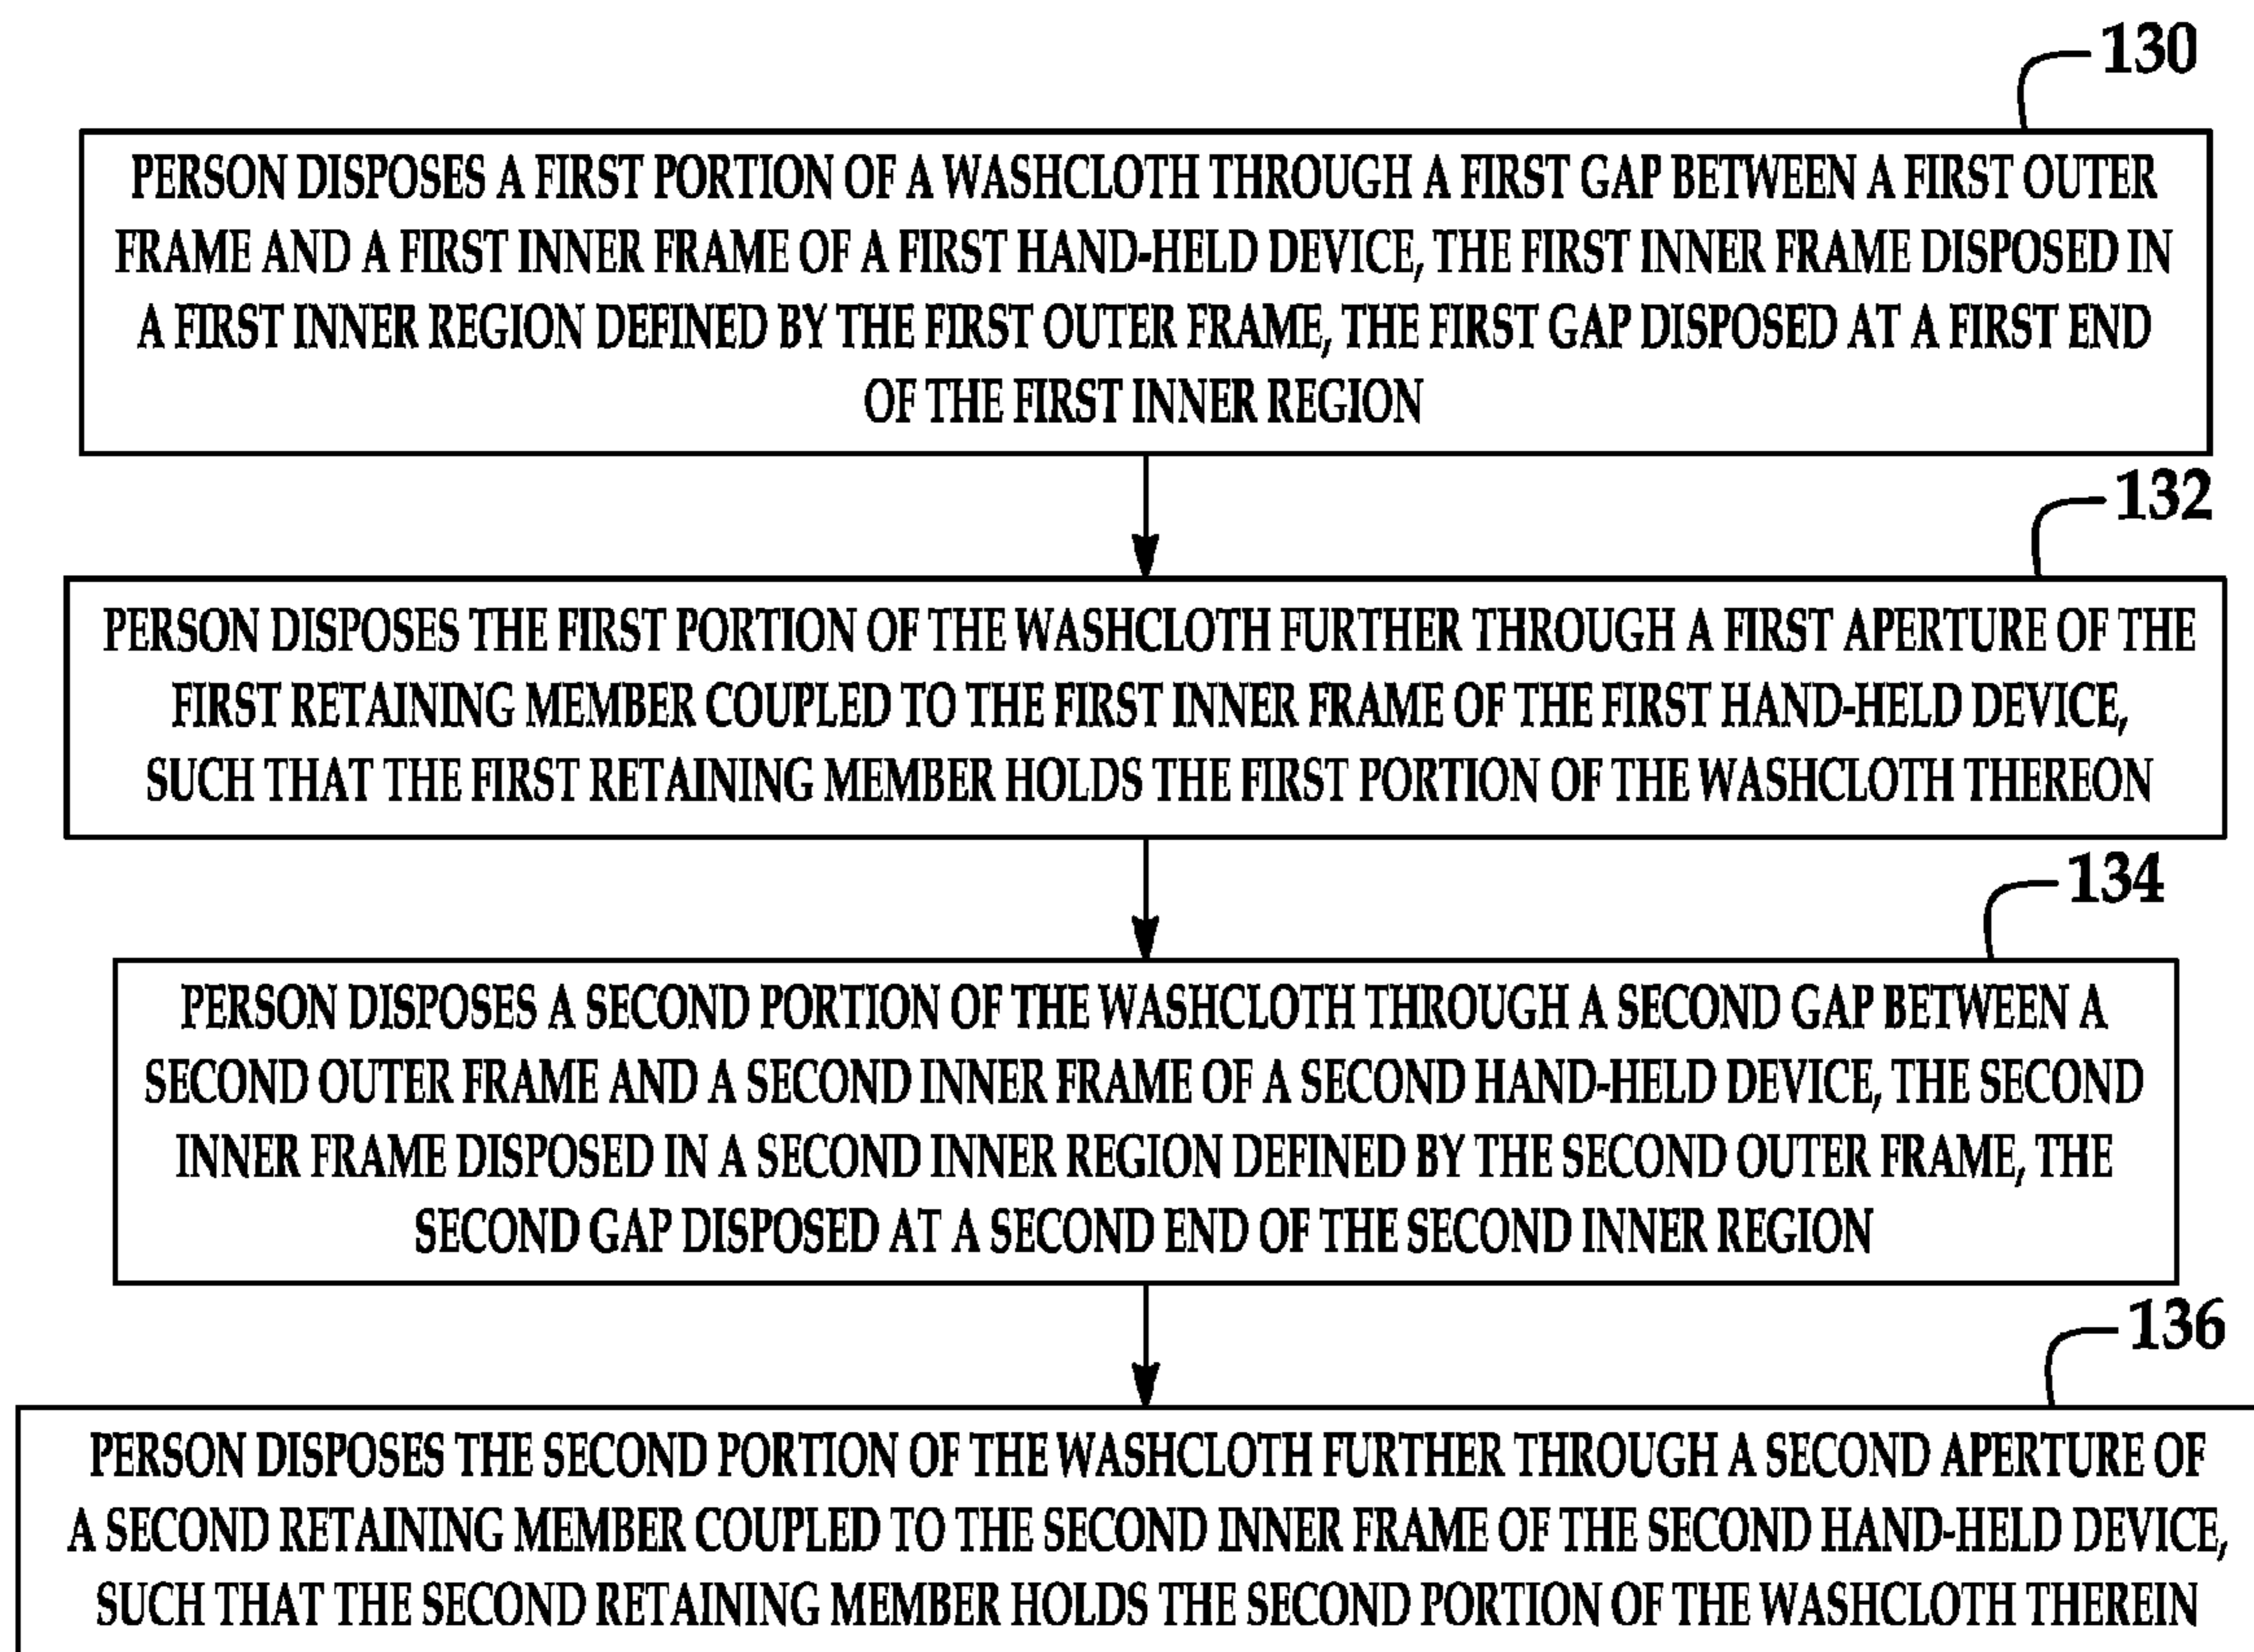 130
PERSON DISPOSES A FIRST PORTION OF A WASHCLOTH THROUGH A FIRST GAP BETWEEN A FIRST OUTER
FRAME AND A FIRST INNER FRAME OF A FIRST HAND-HELD DEVICE, THE FIRST INNER FRAME DISPOSED IN
A FIRST INNER REGION DEFINED BY THE FIRST OUTER FRAME, THE FIRST GAP DISPOSED AT A FIRST END
OF THE FIRST INNER REGION
132
PERSON DISPOSES THE FIRST PORTION OF THE WASHCLOTH FURTHER THROUGH A FIRST APERTURE OF THE
FIRST RETAINING MEMBER COUPLED TO THE FIRST INNER FRAME OF THE FIRST HAND-HELD DEVICE,
SUCH THAT THE FIRST RETAINING MEMBER HOLDS THE FIRST PORTION OF THE WASHCLOTH THEREON
134
PERSON DISPOSES A SECOND PORTION OF THE WASHCLOTH THROUGH A SECOND GAP BETWEEN A
SECOND OUTER FRAME AND A SECOND INNER FRAME OF A SECOND HAND-HELD DEVICE, THE SECOND
INNER FRAME DISPOSED IN A SECOND INNER REGION DEFINED BY THE SECOND OUTER FRAME, THE
SECOND GAP DISPOSED AT A SECOND END OF THE SECOND INNER REGION
136
PERSON DISPOSES THE SECOND PORTION OF THE WASHCLOTH FURTHER THROUGH A SECOND APERTURE OF
A SECOND RETAINING MEMBER COUPLED TO THE SECOND INNER FRAME OF THE SECOND HAND-HELD DEVICE,
SUCH THAT THE SECOND RETAINING MEMBER HOLDS THE SECOND PORTION OF THE WASHCLOTH THEREIN